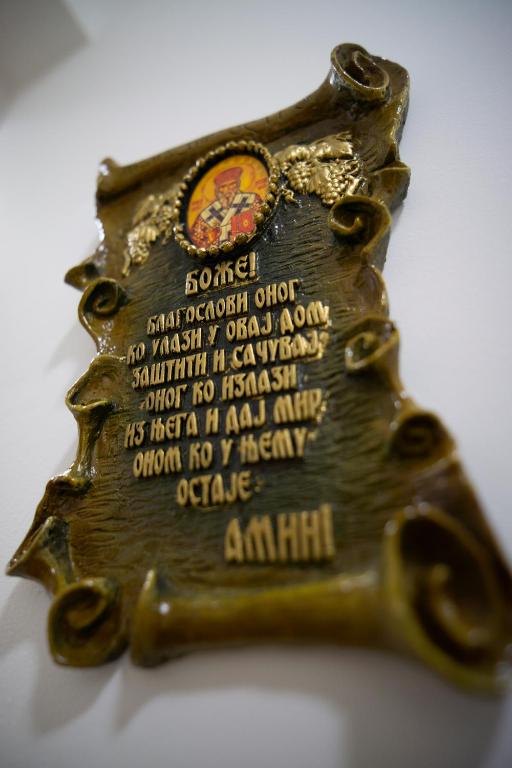 БОЖЕ!
БЛАГОСЛОВИ ОНОГ
КО УЛАЗИ У ОВАЈ ДОМ,
ЗАШТИТИ И САЧУВАЈ,
ОНОГ КО ИЗЛАЗИ
ИЗ ЊЕГА И ДАЈ МИР,
ОНОМ КО У ЊЕМУ
ОСТАЈЕ.
АМИН!